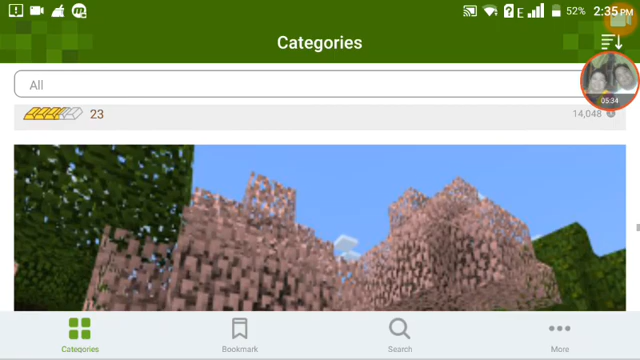 E 52% 2:35 PM
Categories
All
05:34
23 14,048
Categories Bookmark Search More